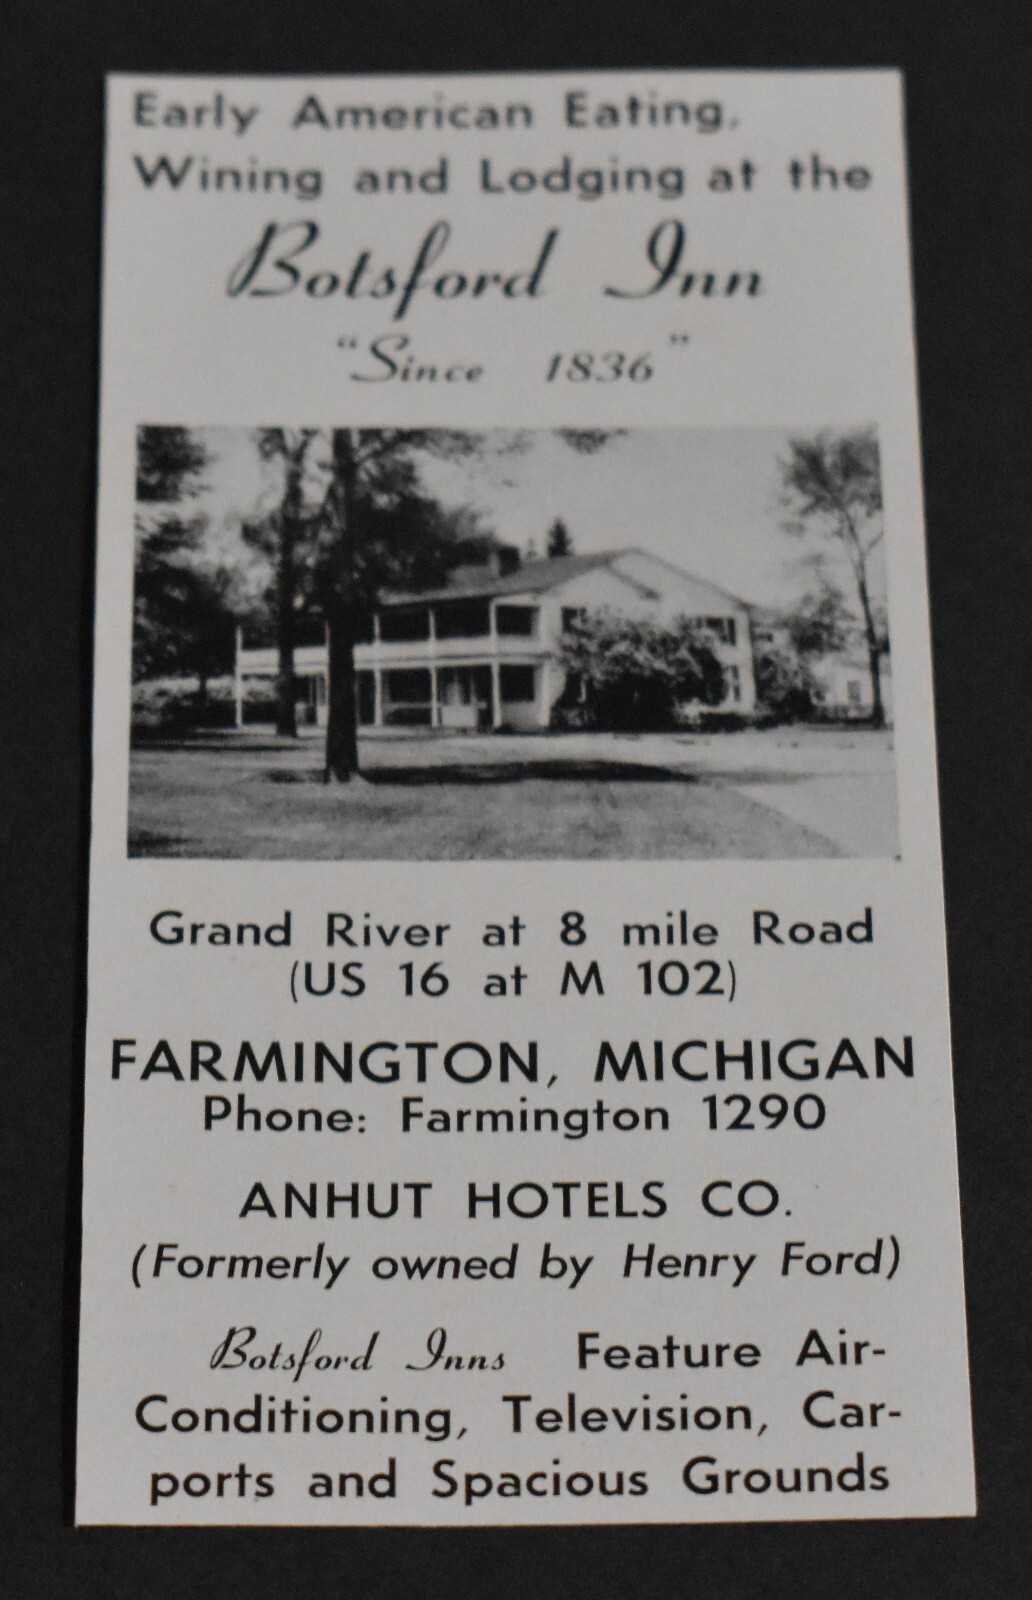 Early American Eating,
Wining and Lodging at the
Botsford Inn
"Since 1836"
Grand River at 8 mile Road
(US 16 at M 102)
FARMINGTON, MICHIGAN
Phone: Farmington 1290
ANHUT HOTELS CO.
(Formerly owned by Henry Ford)
Botsford Inns Feature Air-
Conditioning, Television, Car-
ports and Spacious Grounds